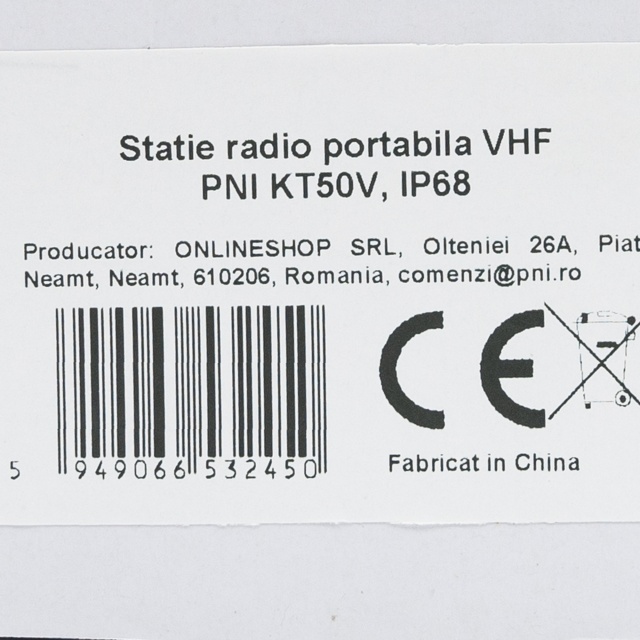 Statie radio portabila VHF
PNI KT50V, IP68
Producator: ONLINESHOP SRL, Olteniei 26A, Piat
Neamt, Neamt, 610206, Romania, comenzi@pni.ro
5 949066 532450
CE
Fabricat in China